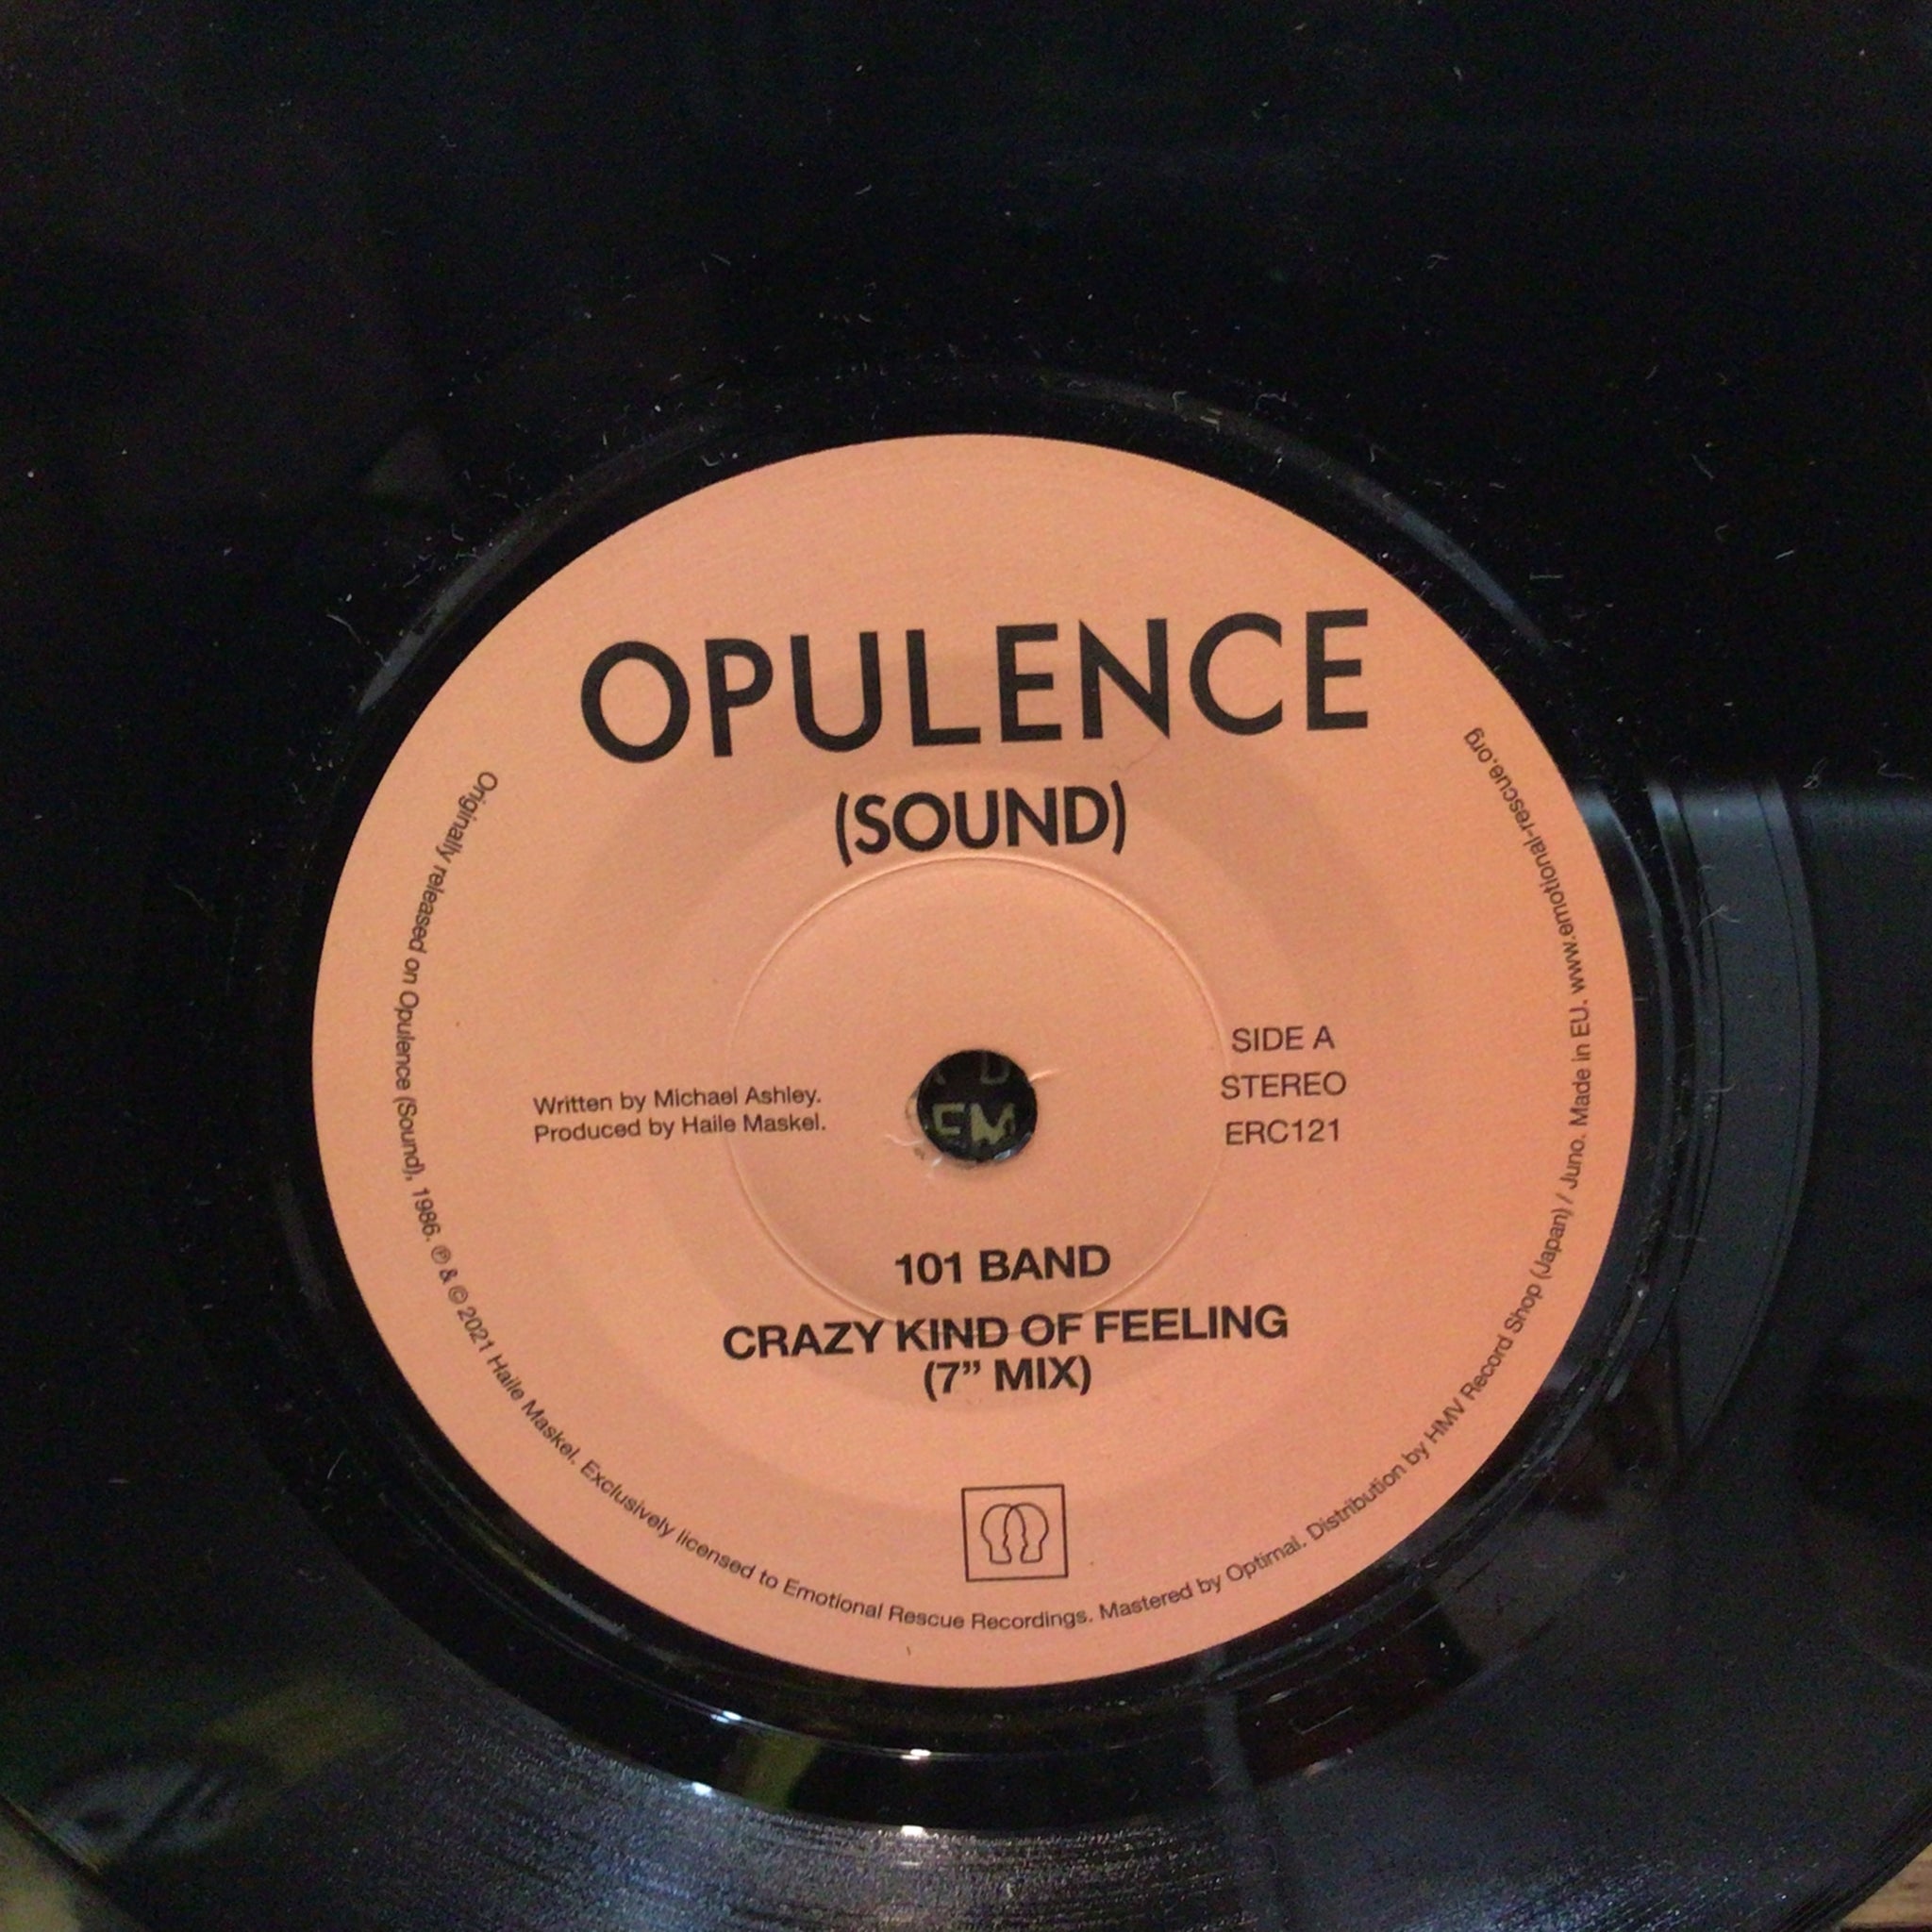 OPULENCE
(SOUND)
SIDE A
STEREO
ERC121
Written by Michael Ashley.
Produced by Haile Maskel.
101 BAND
CRAZY KIND OF FEELING
(7” MIX)
Originally released on Opulence (Sound), 1986. ℗ & © 2021 Haile Maskel. Exclusively licensed to Emotional Rescue Recordings. Mastered by Optimal. Distribution by HMV Record Shop (Japan) / Juno. Made in EU. www.emotional-rescue.org